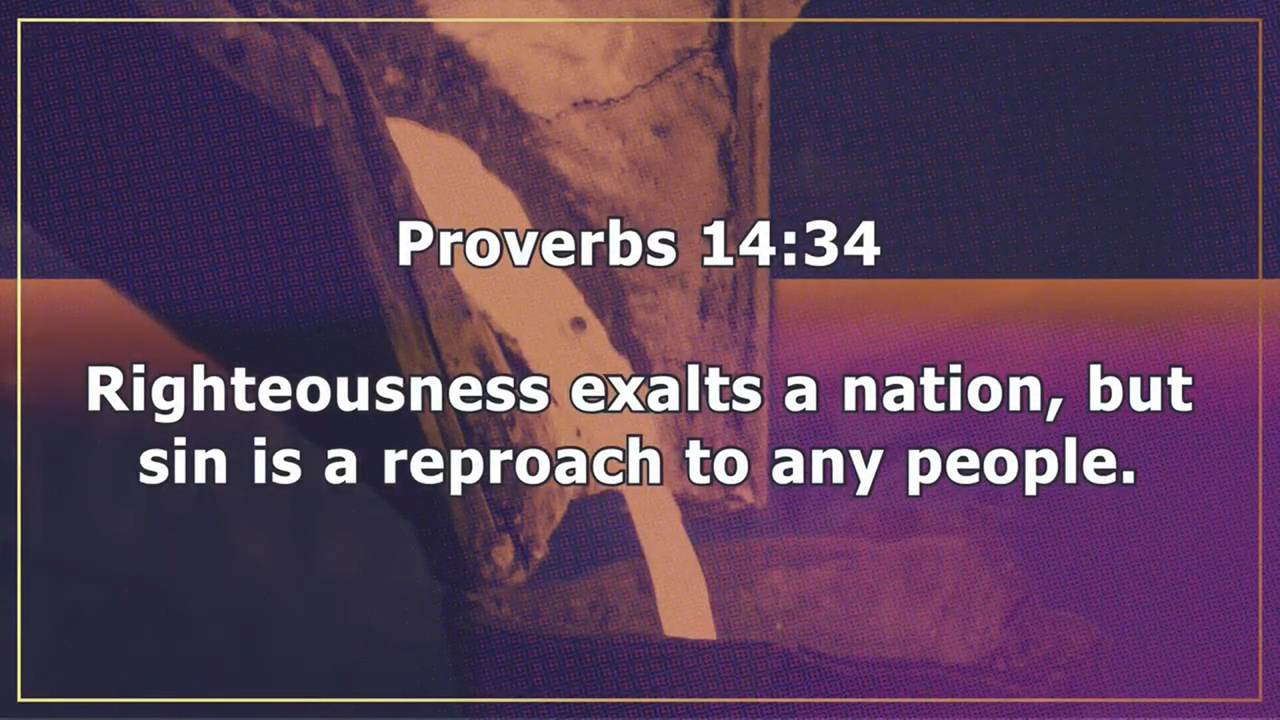 Proverbs 14:34
Righteousness exalts a nation, but
sin is a reproach to any people.